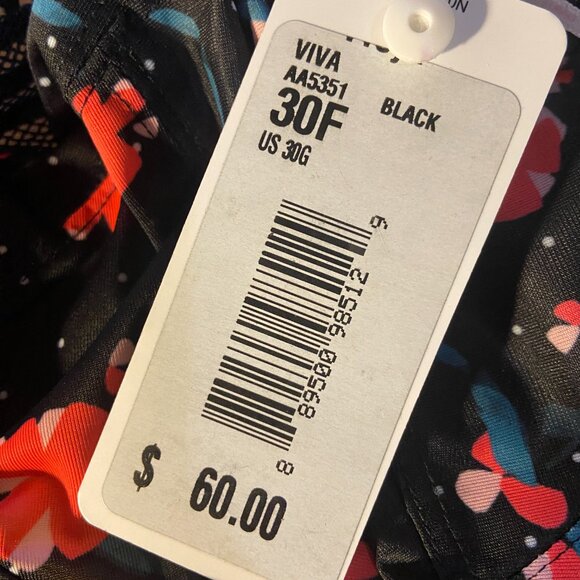 VIVA
AA5351 BLACK
30F
US 30G
8 89500 98512 9
$ 60.00